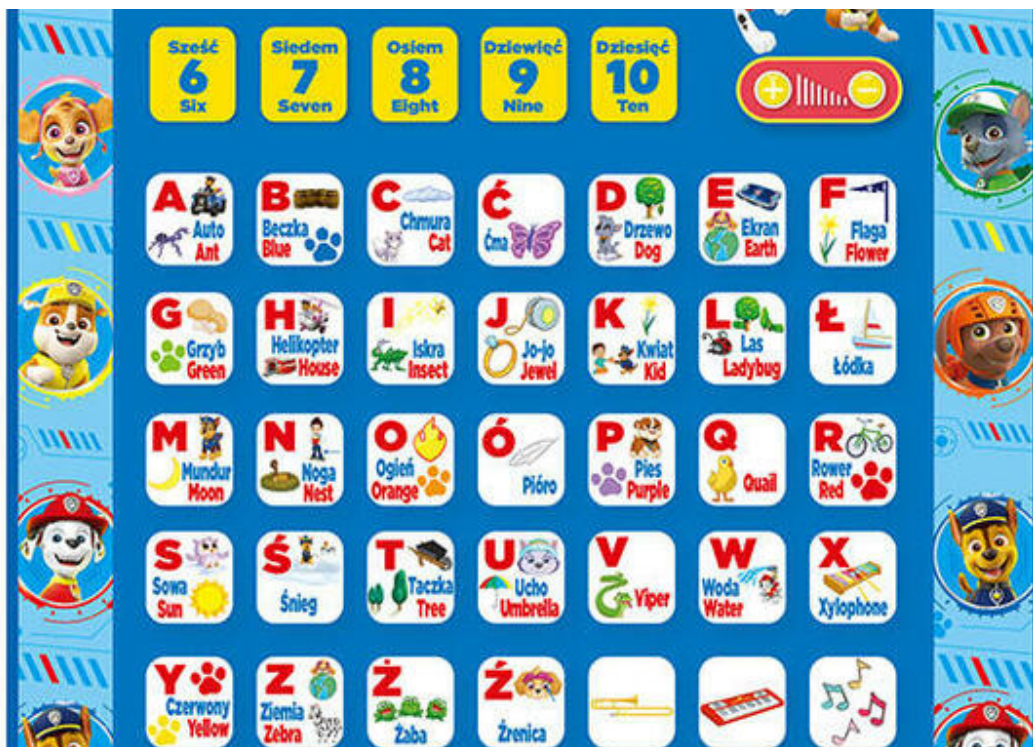 Sześć
6
Six
Siedem
7
Seven
Osiem
8
Eight
Dziewięć
9
Nine
Dziesięć
10
Ten
A
Auto
Ant
B
Beczka
Blue
C
Chmura
Cat
Ć
Ćma
D
Drzewo
Dog
E
Ekran
Earth
F
Flaga
Flower
G
Grzyb
Green
H
Helikopter
House
I
Iskra
Insect
J
Jo-jo
Jewel
K
Kwiat
Kid
L
Las
Ladybug
Ł
Łódka
M
Mundur
Moon
N
Noga
Nest
O
Ogień
Orange
Ó
Pióro
P
Pies
Purple
Q
Quail
R
Rower
Red
S
Sowa
Sun
Ś
Śnieg
T
Taczka
Tree
U
Ucho
Umbrella
V
Viper
W
Woda
Water
X
Xylophone
Y
Czerwony
Yellow
Z
Ziemia
Zebra
Ż
Żaba
Ź
Źrenica